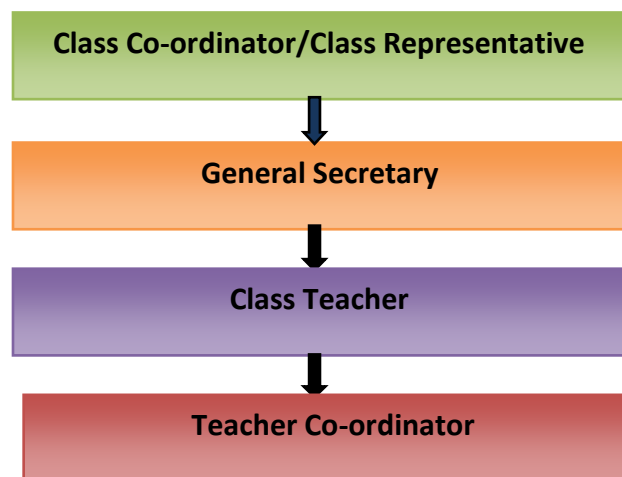 Class Co-ordinator/Class Representative
General Secretary
Class Teacher
Teacher Co-ordinator